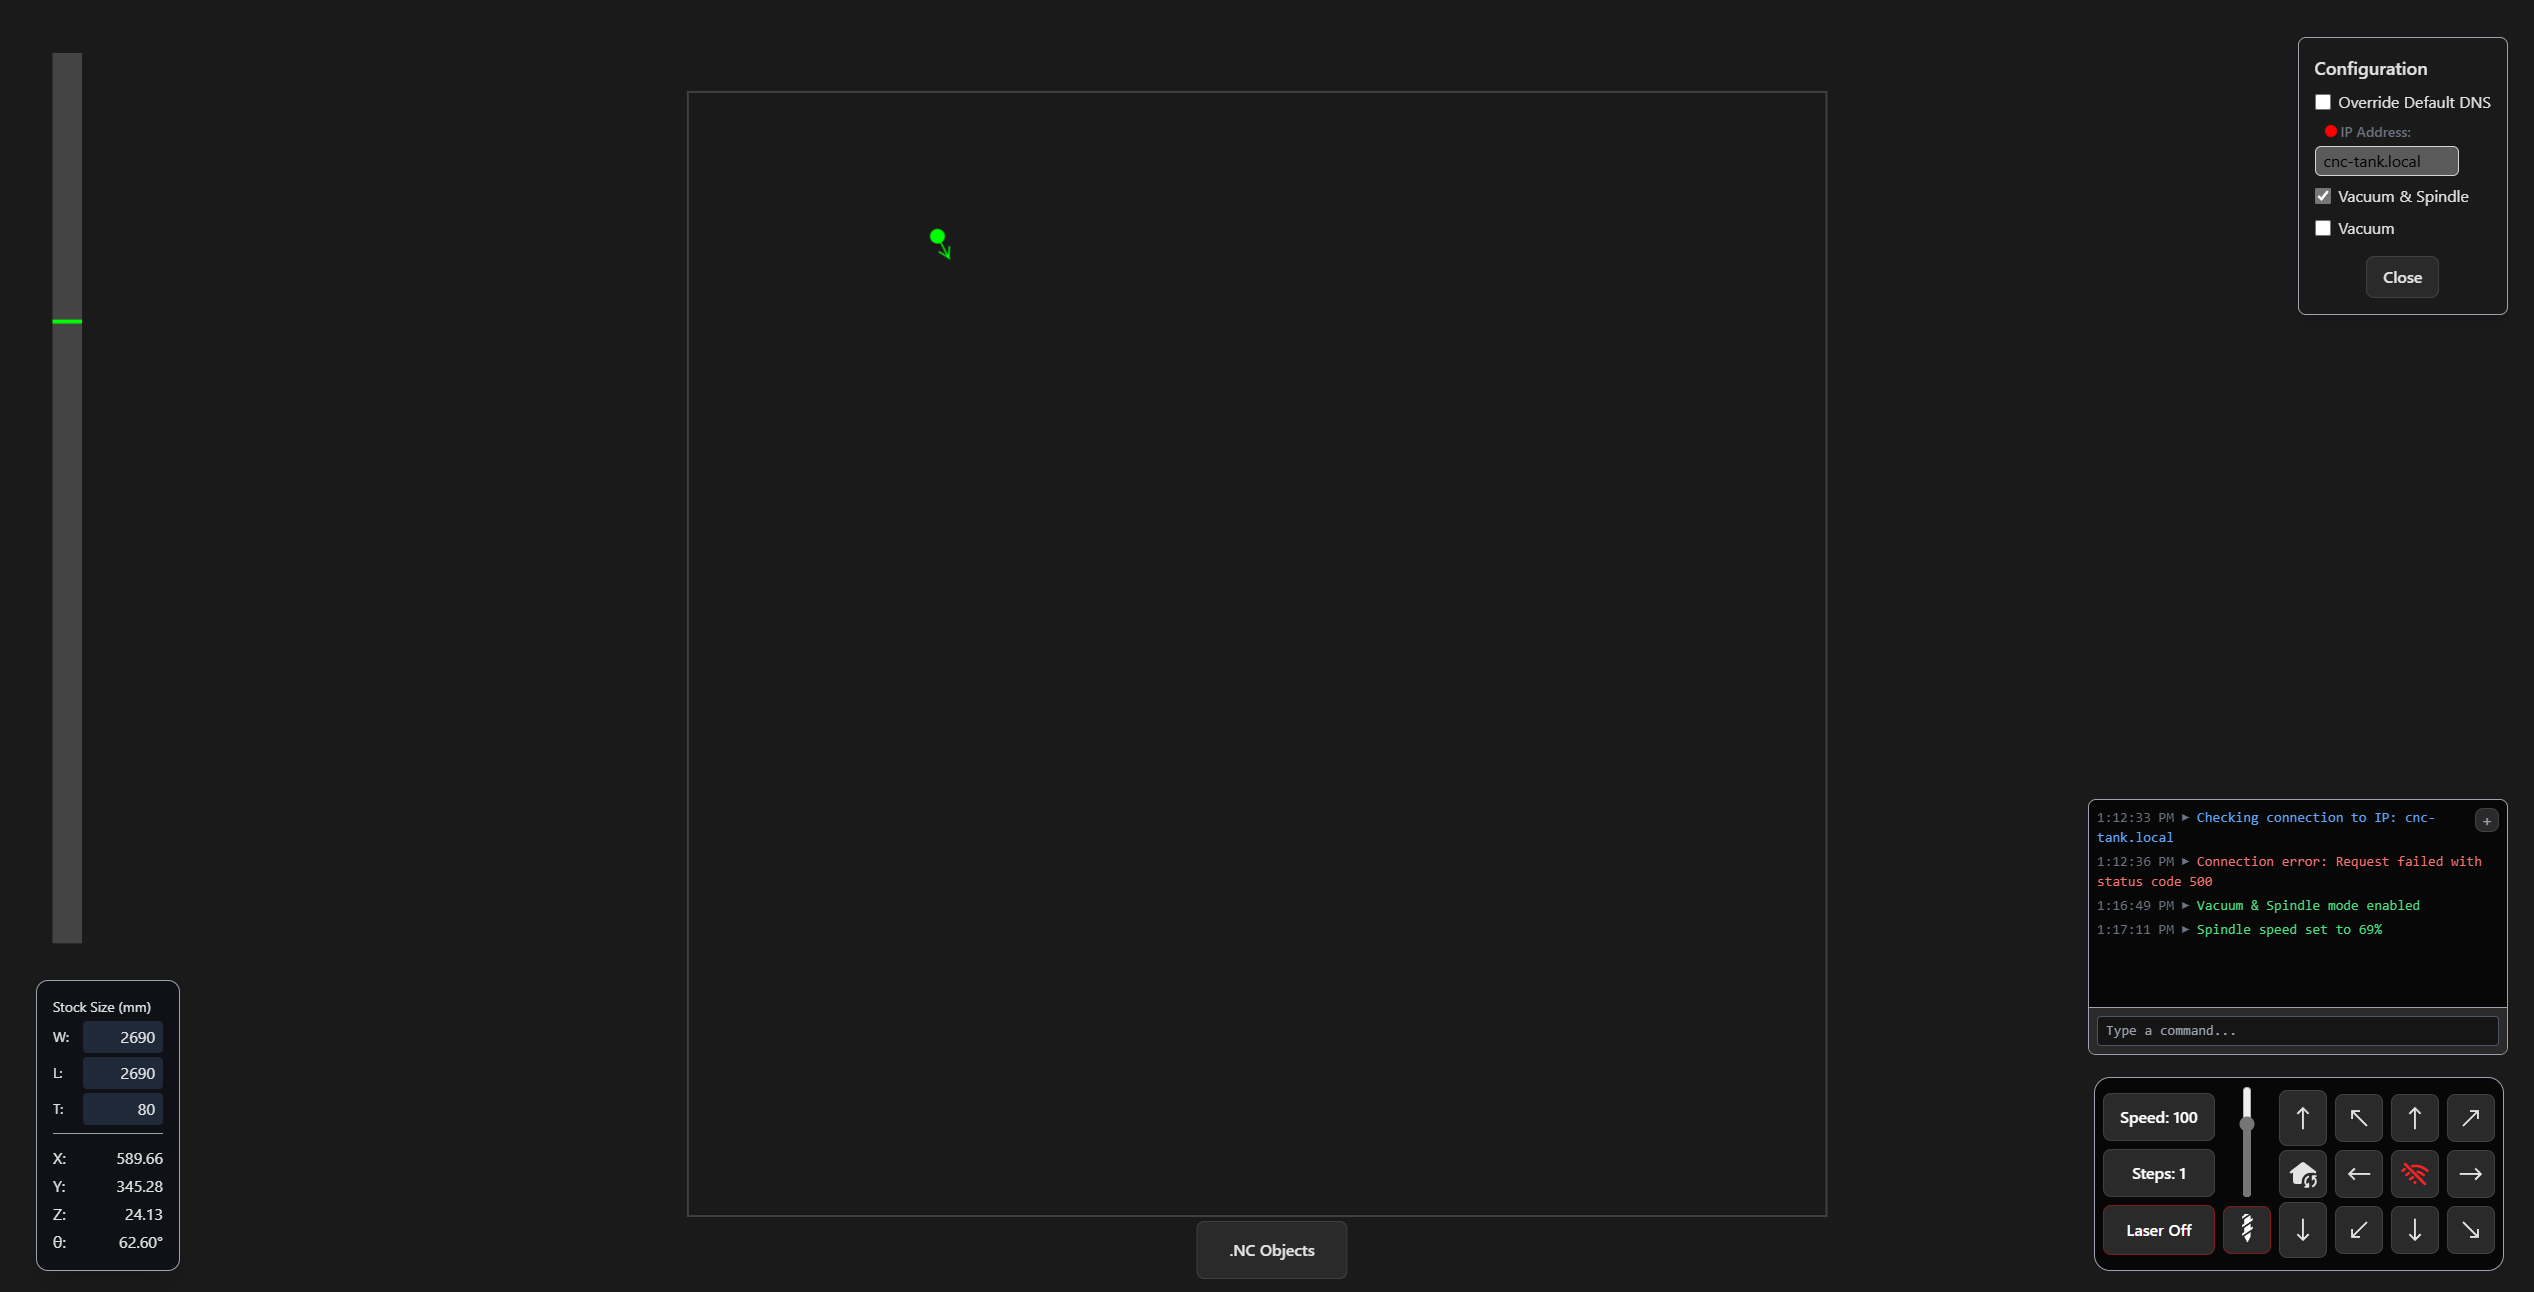 Configuration
Override Default DNS
IP Address:
cnc-tank.local
Vacuum & Spindle
Vacuum
Close
1:12:33 PM ► Checking connection to IP: cnc-
tank.local
+
1:12:36 PM ► Connection error: Request failed with
status code 500
1:16:49 PM ► Vacuum & Spindle mode enabled
1:17:11 PM ► Spindle speed set to 69%
Type a command...
Stock Size (mm)
W: 2690
L: 2690
T: 80
X: 589.66
Y: 345.28
Z: 24.13
θ: 62.60°
.NC Objects
Speed: 100
Steps: 1
Laser Off